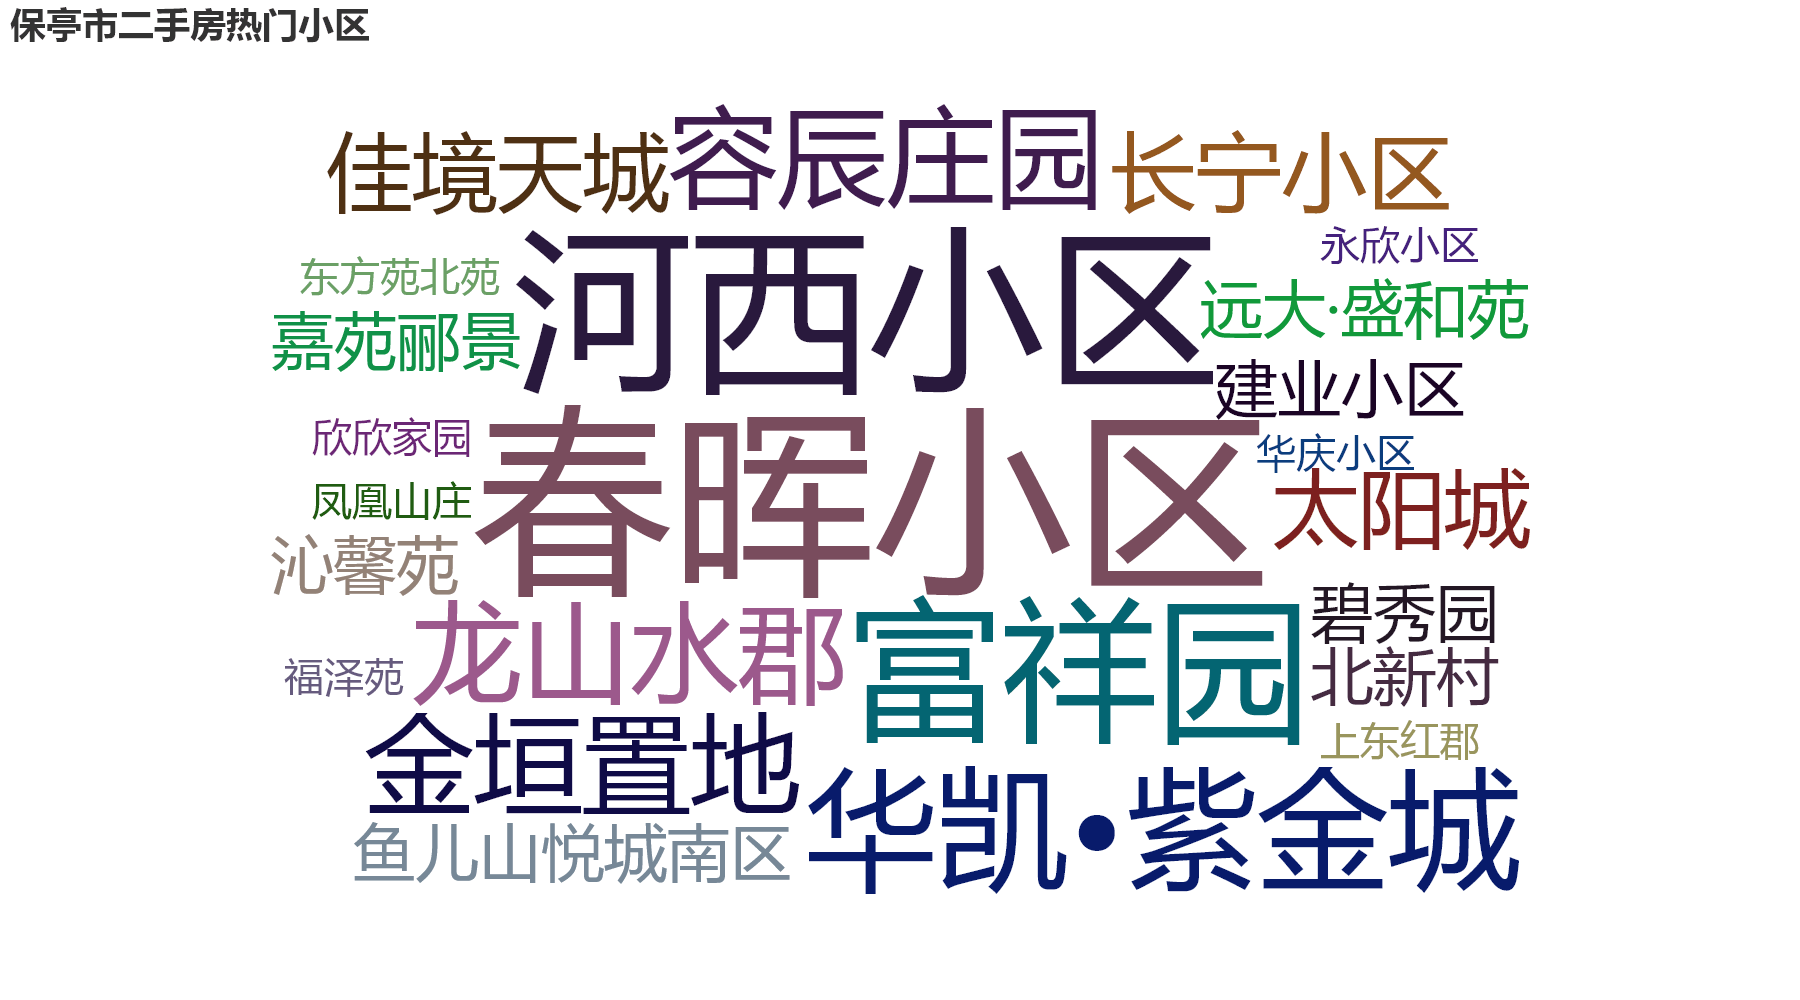 保亭市二手房热门小区
佳境天城
容辰庄园
长宁小区
河西小区
永欣小区
东方苑北苑
远大·盛和苑
嘉苑郦景
建业小区
春晖小区
欣欣家园
华庆小区
太阳城
凤凰山庄
沁馨苑
碧秀园
龙山水郡
富祥园
北新村
福泽苑
上东红郡
金垣置地
华凯•紫金城
鱼儿山悦城南区